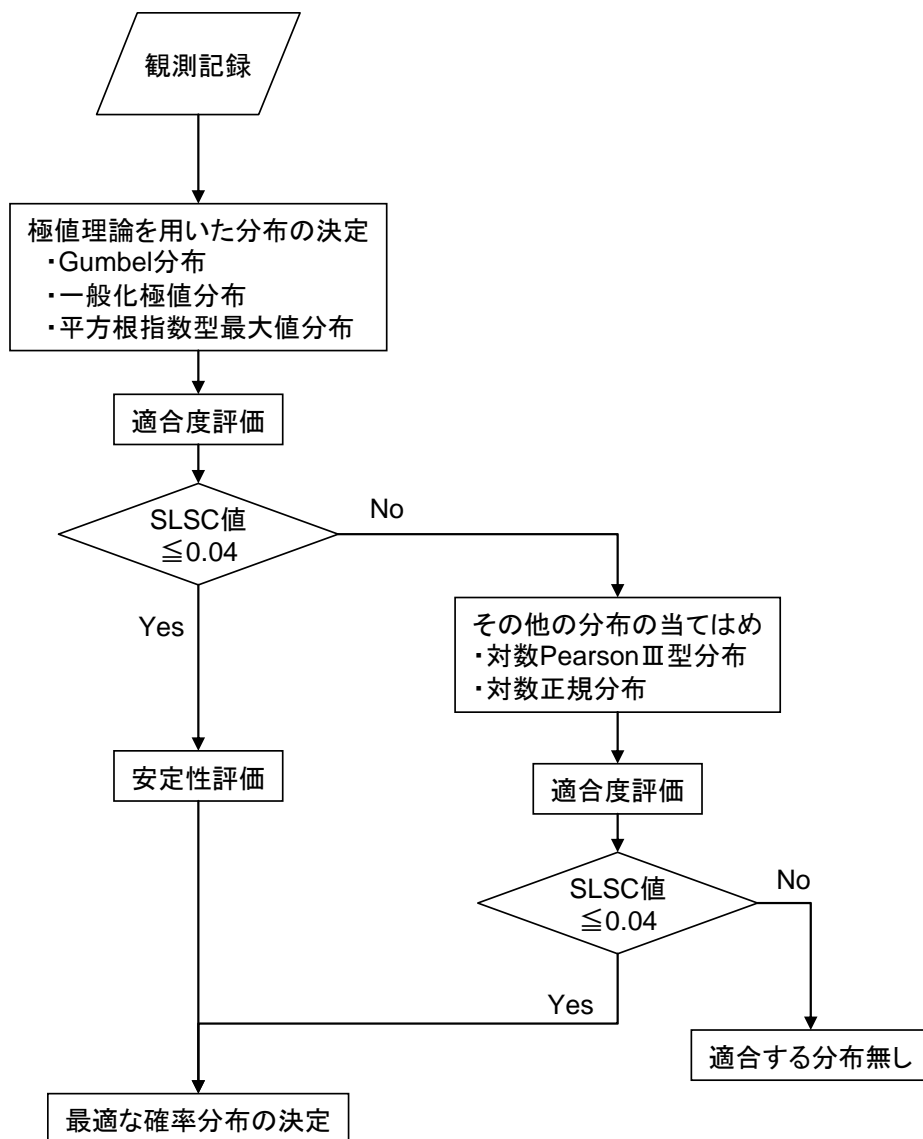 観測記録
極値理論を用いた分布の決定
・Gumbel分布
・一般化極値分布
・平方根指数型最大値分布
適合度評価
SLSC値
≦0.04
No
Yes
その他の分布の当てはめ
・対数PearsonⅢ型分布
・対数正規分布
安定性評価
適合度評価
SLSC値
≦0.04
No
Yes
適合する分布無し
最適な確率分布の決定